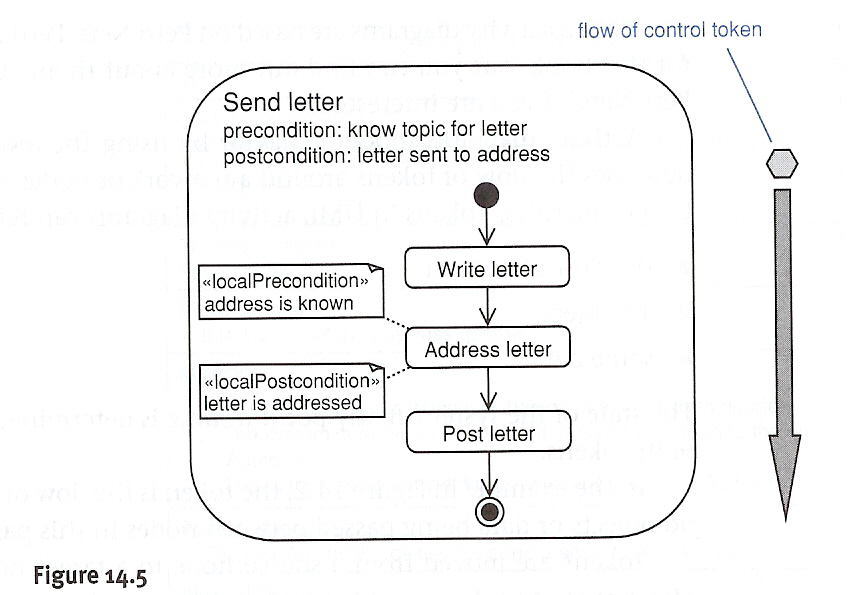 flow of control token
Send letter
precondition: know topic for letter
postcondition: letter sent to address
Write letter
«localPrecondition»
address is known
Address letter
«localPostcondition»
letter is addressed
Post letter
Figure 14.5